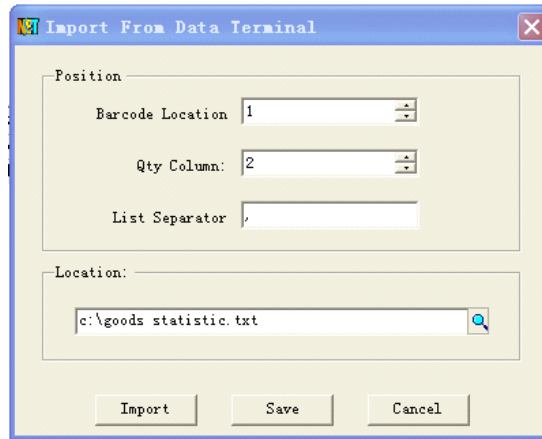 Import From Data Terminal
Position
Barcode Location 1
Qty Column: 2
List Separator ,
Location:
c:\goods statistic.txt
Import Save Cancel